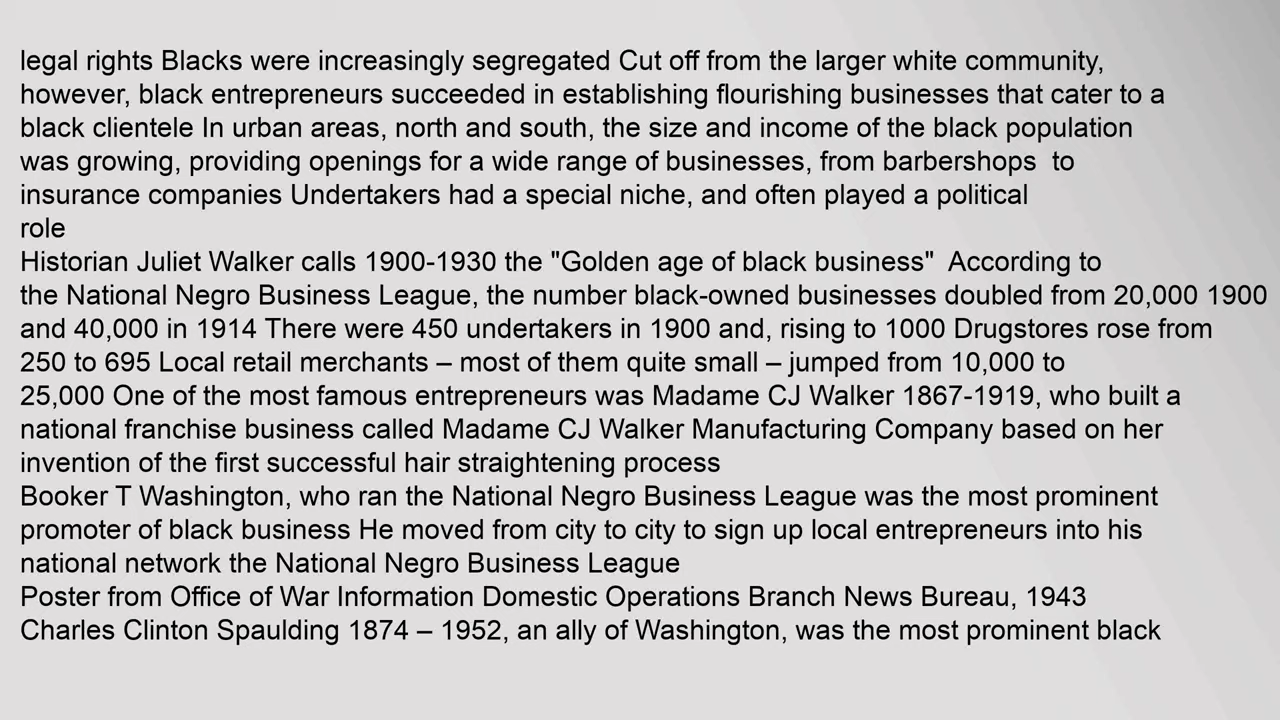 legal rights Blacks were increasingly segregated Cut off from the larger white community,
however, black entrepreneurs succeeded in establishing flourishing businesses that cater to a
black clientele In urban areas, north and south, the size and income of the black population
was growing, providing openings for a wide range of businesses, from barbershops  to
insurance companies Undertakers had a special niche, and often played a political
role
Historian Juliet Walker calls 1900-1930 the "Golden age of black business"  According to
the National Negro Business League, the number black-owned businesses doubled from 20,000 1900
and 40,000 in 1914 There were 450 undertakers in 1900 and, rising to 1000 Drugstores rose from
250 to 695 Local retail merchants – most of them quite small – jumped from 10,000 to
25,000 One of the most famous entrepreneurs was Madame CJ Walker 1867-1919, who built a
national franchise business called Madame CJ Walker Manufacturing Company based on her
invention of the first successful hair straightening process
Booker T Washington, who ran the National Negro Business League was the most prominent
promoter of black business He moved from city to city to sign up local entrepreneurs into his
national network the National Negro Business League
Poster from Office of War Information Domestic Operations Branch News Bureau, 1943
Charles Clinton Spaulding 1874 – 1952, an ally of Washington, was the most prominent black